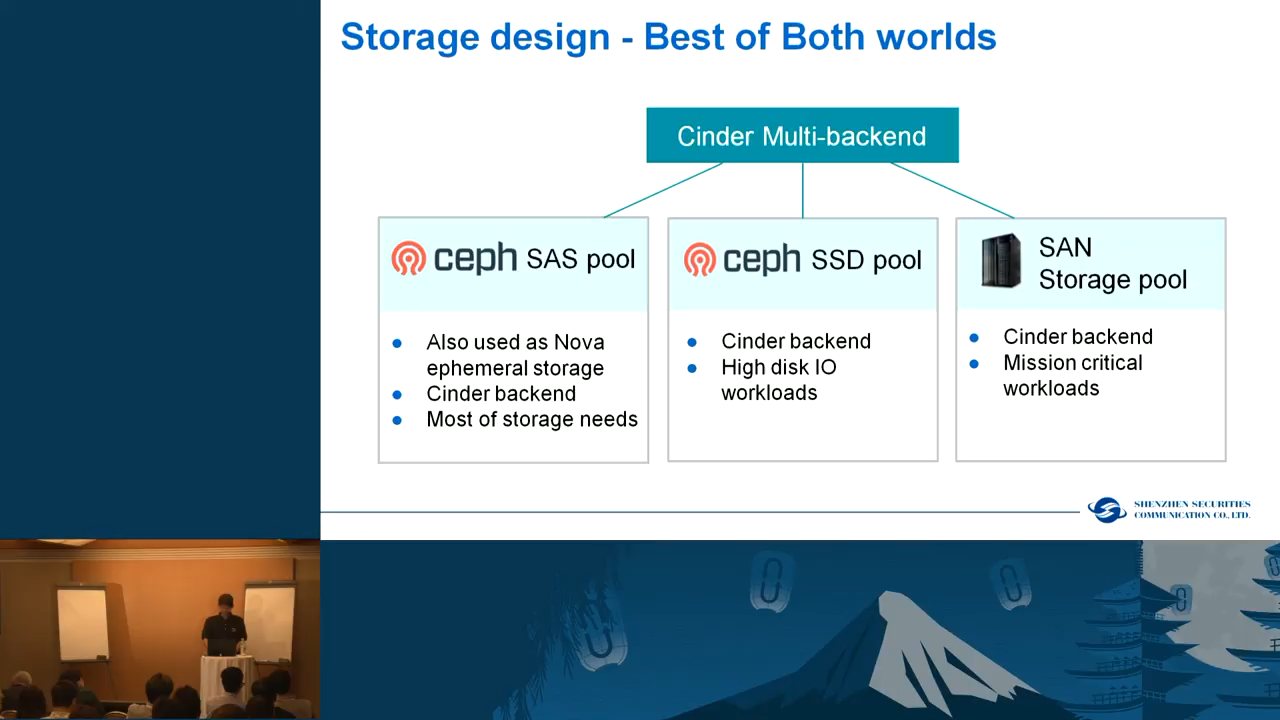 Storage design - Best of Both worlds
Cinder Multi-backend
ceph SAS pool
● Also used as Nova
ephemeral storage
● Cinder backend
● Most of storage needs
ceph SSD pool
● Cinder backend
● High disk IO
workloads
SAN
Storage pool
● Cinder backend
● Mission critical
workloads
SHENZHEN SECURITIES
COMMUNICATION CO., LTD.